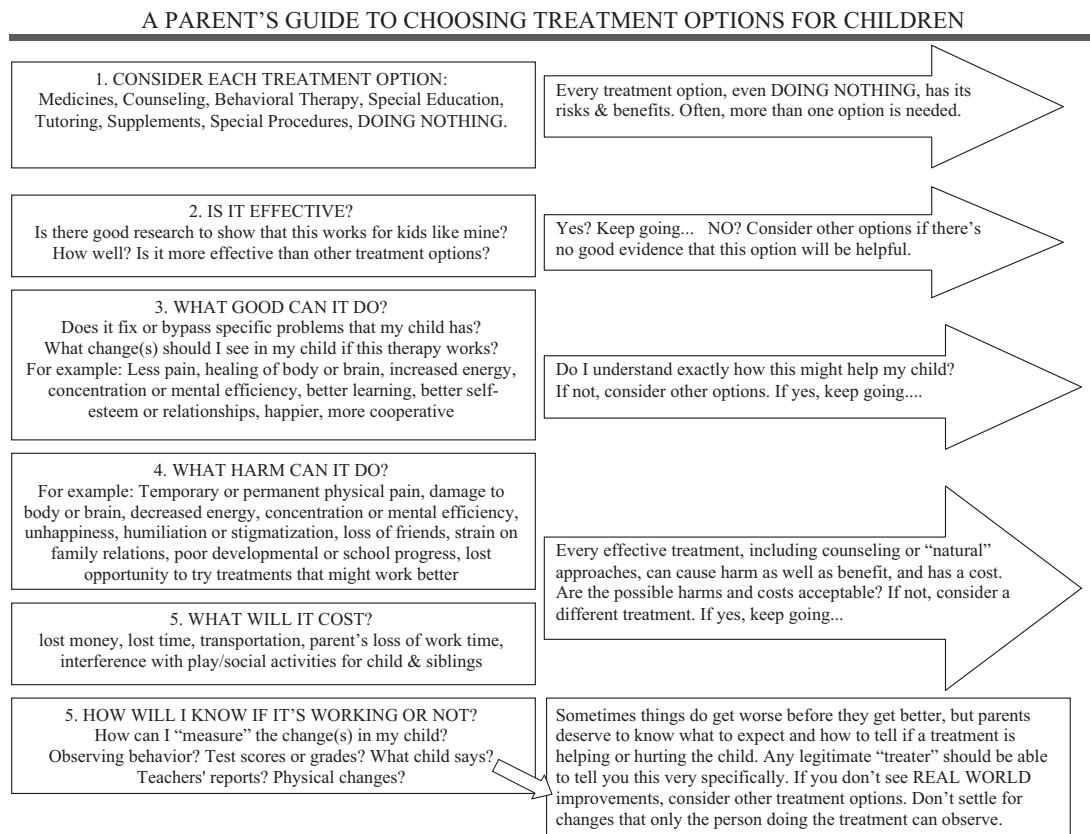 A PARENT’S GUIDE TO CHOOSING TREATMENT OPTIONS FOR CHILDREN
1. CONSIDER EACH TREATMENT OPTION:
Medicines, Counseling, Behavioral Therapy, Special Education,
Tutoring, Supplements, Special Procedures, DOING NOTHING.
Every treatment option, even DOING NOTHING, has its
risks & benefits. Often, more than one option is needed.
2. IS IT EFFECTIVE?
Is there good research to show that this works for kids like mine?
How well? Is it more effective than other treatment options?
Yes? Keep going... NO? Consider other options if there’s
no good evidence that this option will be helpful.
3. WHAT GOOD CAN IT DO?
Does it fix or bypass specific problems that my child has?
What change(s) should I see in my child if this therapy works?
For example: Less pain, healing of body or brain, increased energy,
concentration or mental efficiency, better learning, better self-
esteem or relationships, happier, more cooperative
Do I understand exactly how this might help my child?
If not, consider other options. If yes, keep going....
4. WHAT HARM CAN IT DO?
For example: Temporary or permanent physical pain, damage to
body or brain, decreased energy, concentration or mental efficiency,
unhappiness, humiliation or stigmatization, loss of friends, strain on
family relations, poor developmental or school progress, lost
opportunity to try treatments that might work better
5. WHAT WILL IT COST?
lost money, lost time, transportation, parent’s loss of work time,
interference with play/social activities for child & siblings
Every effective treatment, including counseling or “natural”
approaches, can cause harm as well as benefit, and has a cost.
Are the possible harms and costs acceptable? If not, consider a
different treatment. If yes, keep going...
5. HOW WILL I KNOW IF IT’S WORKING OR NOT?
How can I “measure” the change(s) in my child?
Observing behavior? Test scores or grades? What child says?
Teachers' reports? Physical changes?
Sometimes things do get worse before they get better, but parents
deserve to know what to expect and how to tell if a treatment is
helping or hurting the child. Any legitimate “treater” should be able
to tell you this very specifically. If you don’t see REAL WORLD
improvements, consider other treatment options. Don’t settle for
changes that only the person doing the treatment can observe.